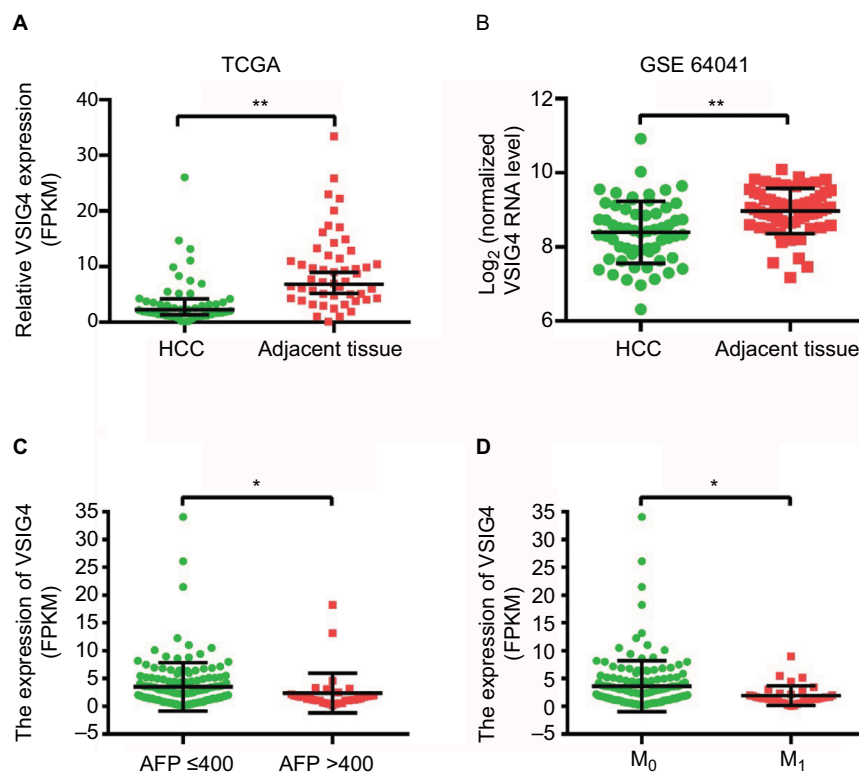 A
TCGA
Relative VSIG4 expression
(FPKM)
**
40
30
20
10
0
HCC
Adjacent tissue
B
GSE 64041
Log2 (normalized
VSIG4 RNA level)
**
12
10
8
6
HCC
Adjacent tissue
C
The expression of VSIG4
(FPKM)
*
35
30
25
20
15
10
5
0
–5
AFP ≤400
AFP >400
D
The expression of VSIG4
(FPKM)
*
35
30
25
20
15
10
5
0
–5
M0
M1